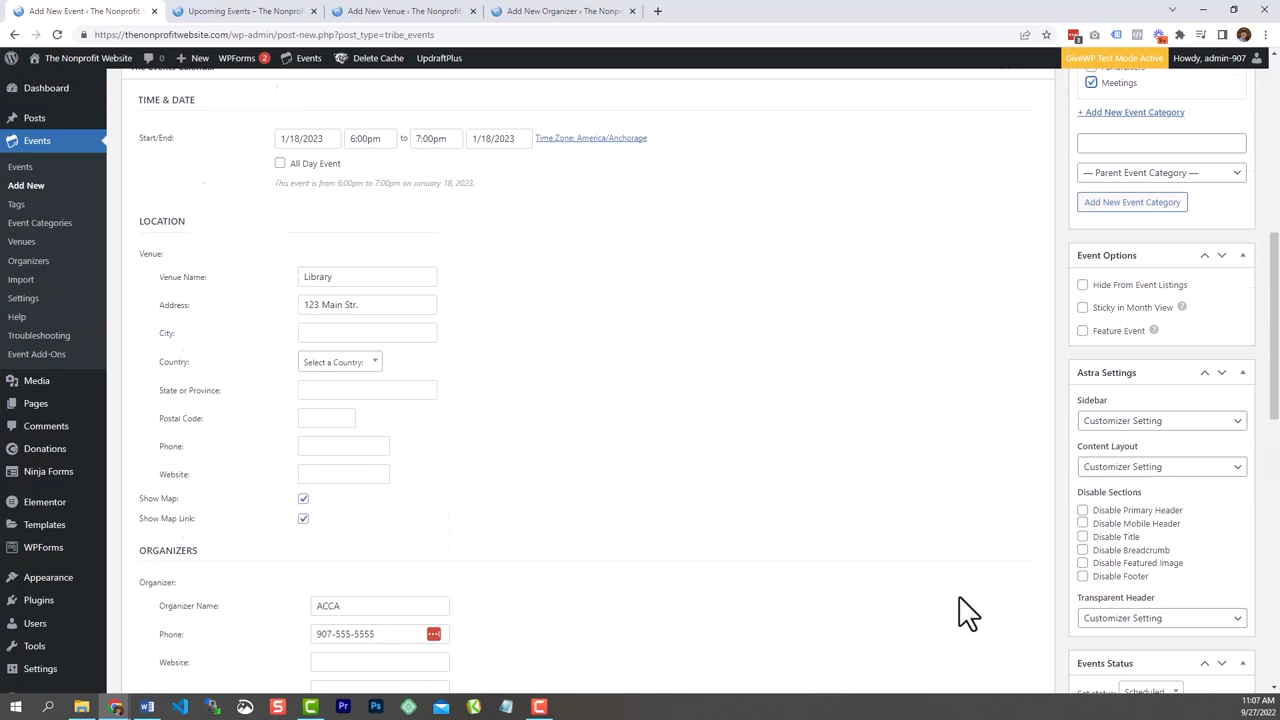 Add New Event ‹ The Nonprofit W
Upcoming Events – The Nonprofit
Add New Venue ‹ The Nonprofit
Add New Organizer ‹ The Nonpro
https://thenonprofitwebsite.com/wp-admin/post-new.php?post_type=tribe_events
3
9+
The Nonprofit Website
0
New
WPForms 2
Events
Delete Cache
UpdraftPlus
GiveWP Test Mode Active
Howdy, admin-907
Dashboard
Posts
Events
Events
Add New
Tags
Event Categories
Venues
Organizers
Import
Settings
Help
Troubleshooting
Event Add-Ons
Media
Pages
Comments
Donations
Ninja Forms
Elementor
Templates
WPForms
Appearance
Plugins
Users
Tools
Settings
The Events Calendar
TIME & DATE
Start/End: 1/18/2023 6:00pm to 7:00pm 1/18/2023 Time Zone: America/Anchorage
All Day Event
This event is from 6:00pm to 7:00pm on January 18, 2023.
LOCATION
Venue:
Venue Name: Library
Address: 123 Main Str.
City:
Country: Select a Country:
State or Province:
Postal Code:
Phone:
Website:
Show Map:
Show Map Link:
ORGANIZERS
Organizer:
Organizer Name: ACCA
Phone: 907-555-5555
Website:
Fundraisers
Meetings
+ Add New Event Category
— Parent Event Category —
Add New Event Category
Event Options
Hide From Event Listings
Sticky in Month View ?
Feature Event ?
Astra Settings
Sidebar
Customizer Setting
Content Layout
Customizer Setting
Disable Sections
Disable Primary Header
Disable Mobile Header
Disable Title
Disable Breadcrumb
Disable Featured Image
Disable Footer
Transparent Header
Customizer Setting
Events Status
Set status: Scheduled
11:07 AM
9/27/2022